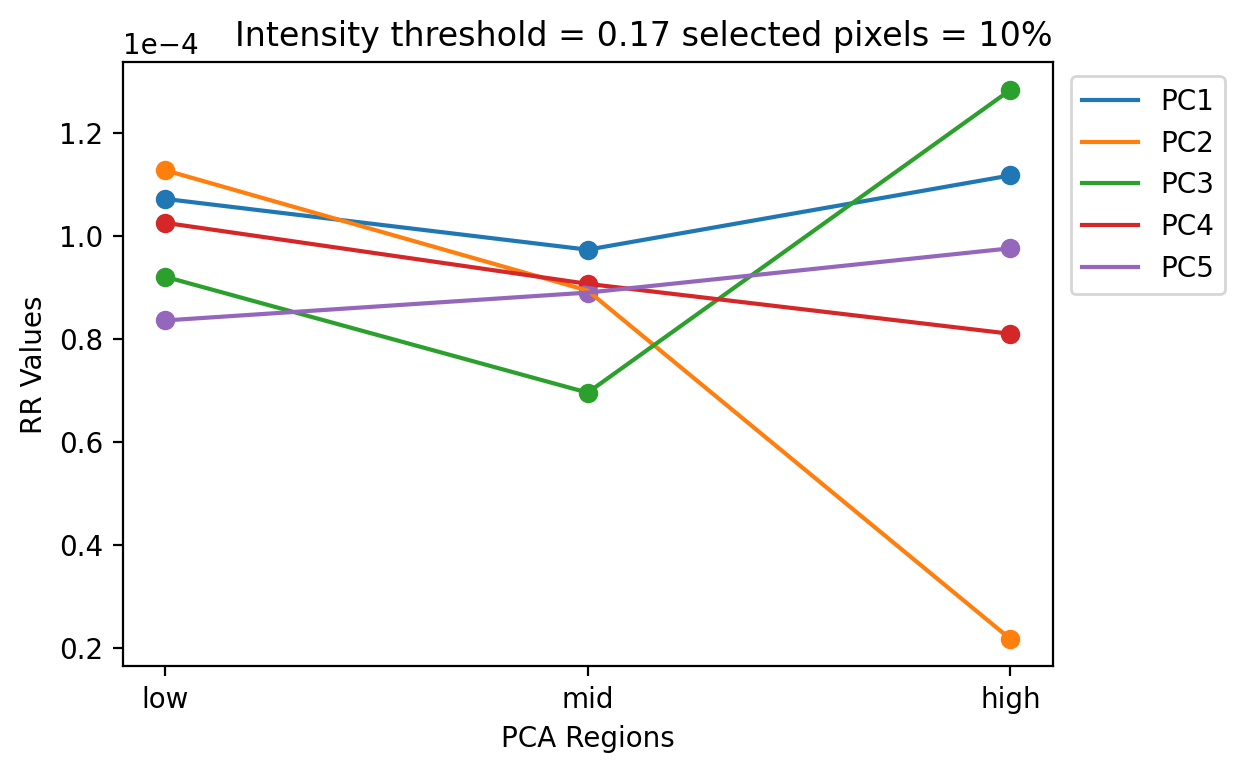 Intensity threshold = 0.17 selected pixels = 10%
1e−4
1.2
1.0
0.8
0.6
0.4
0.2
RR Values
low mid high
PCA Regions
PC1
PC2
PC3
PC4
PC5